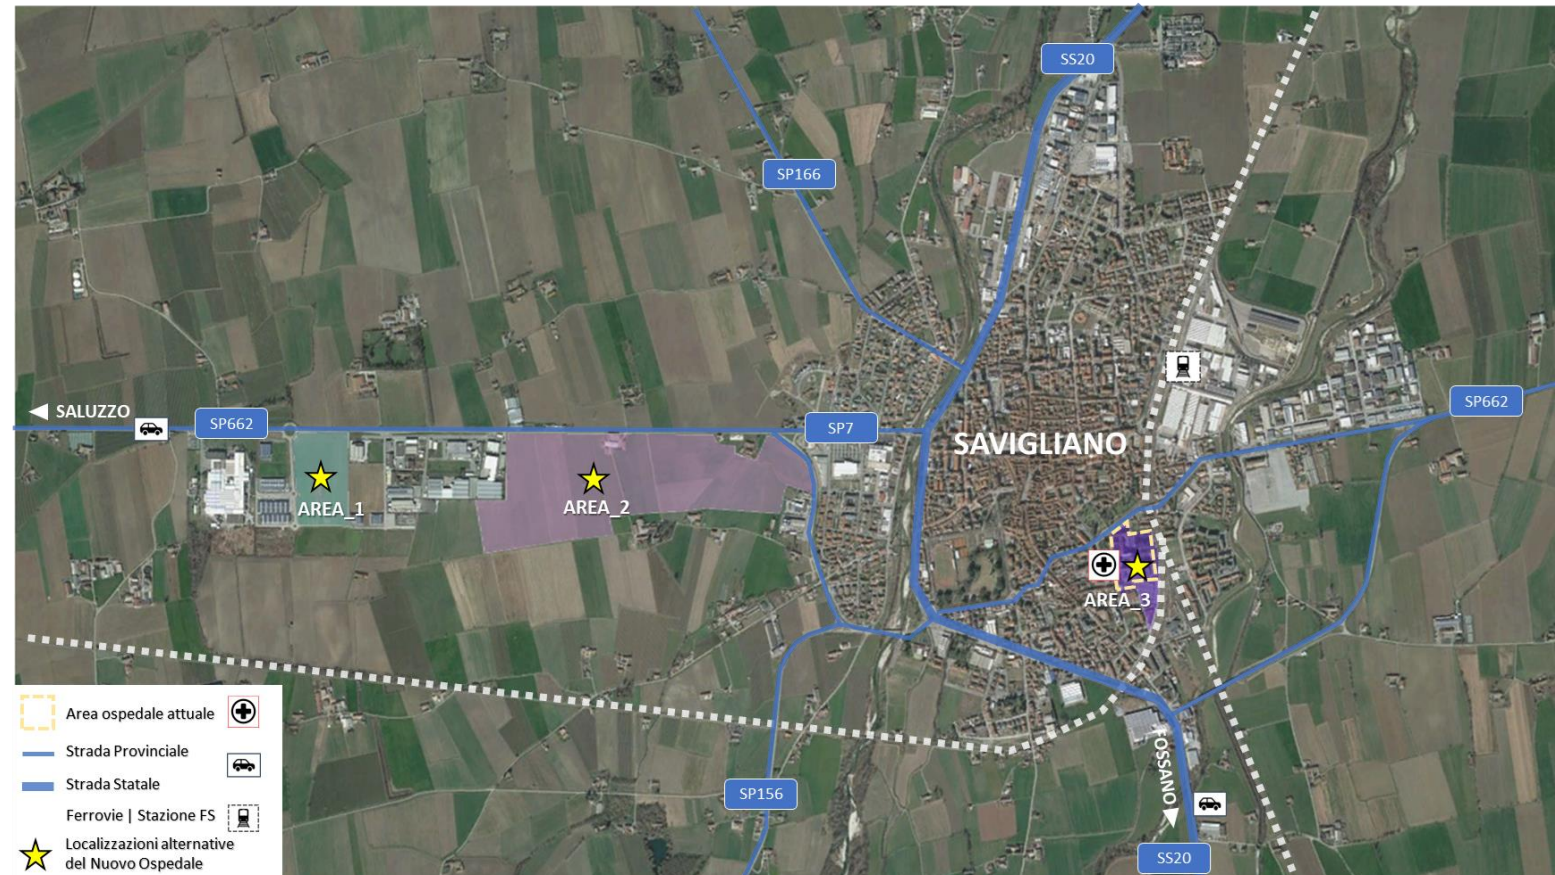 SS20
SP166
SALUZZO
SP662
SP7
SP662
SAVIGLIANO
AREA_1
AREA_2
AREA_3
FOSSANO
SP156
SS20
Area ospedale attuale
Strada Provinciale
Strada Statale
Ferrovie | Stazione FS
Localizzazioni alternative
del Nuovo Ospedale